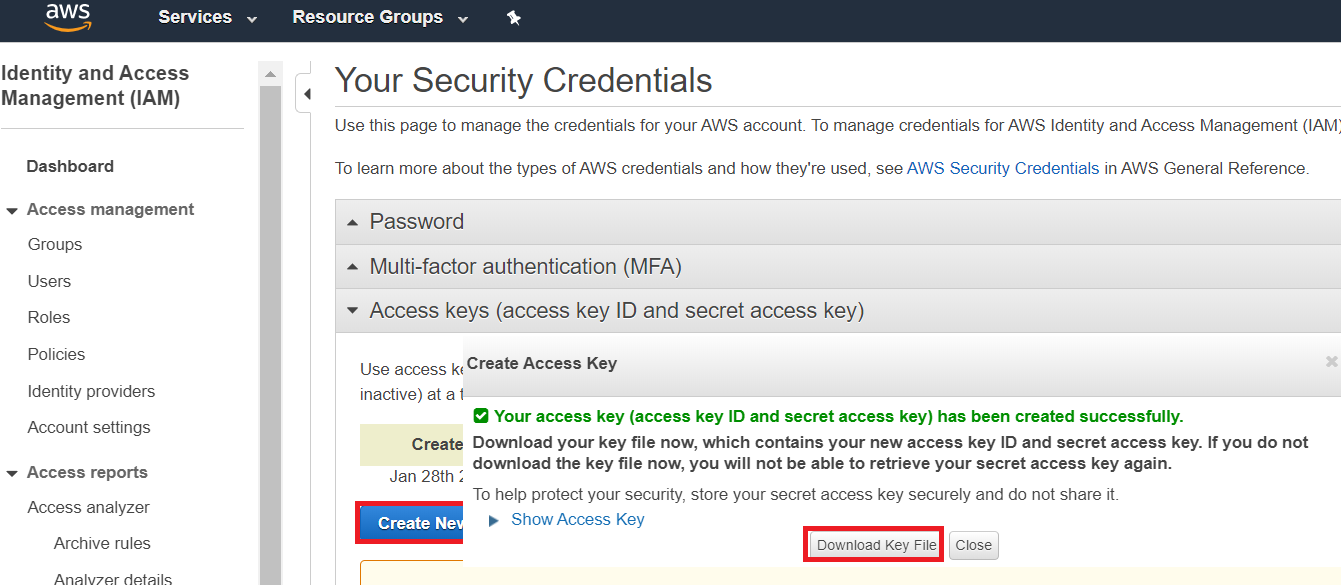 aws
Services
Resource Groups
Identity and Access
Management (IAM)
Dashboard
Access management
Groups
Users
Roles
Policies
Identity providers
Account settings
Access reports
Access analyzer
Archive rules
Analyzer details
Your Security Credentials
Use this page to manage the credentials for your AWS account. To manage credentials for AWS Identity and Access Management (IAM)
To learn more about the types of AWS credentials and how they're used, see AWS Security Credentials in AWS General Reference.
Password
Multi-factor authentication (MFA)
Access keys (access key ID and secret access key)
Use access ke
inactive) at a t
Create
Jan 28th 2
Create New
Create Access Key
Your access key (access key ID and secret access key) has been created successfully.
Download your key file now, which contains your new access key ID and secret access key. If you do not
download the key file now, you will not be able to retrieve your secret access key again.
To help protect your security, store your secret access key securely and do not share it.
Show Access Key
Download Key File
Close